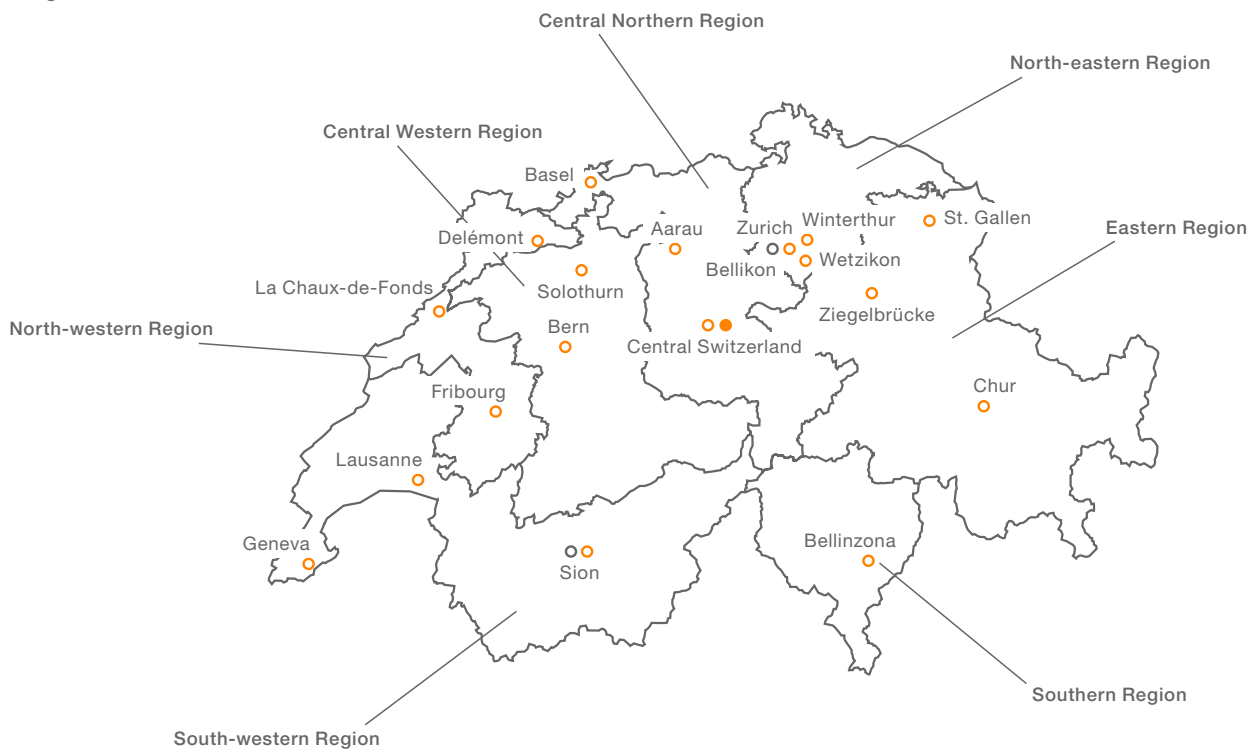 Central Northern Region
North-eastern Region
Central Western Region
Basel
Delémont
Aarau
Zurich
Winterthur
St. Gallen
Eastern Region
Bellikon
Wetzikon
La Chaux-de-Fonds
Solothurn
Ziegelbrücke
North-western Region
Bern
Central Switzerland
Fribourg
Chur
Lausanne
Geneva
Sion
Bellinzona
Southern Region
South-western Region